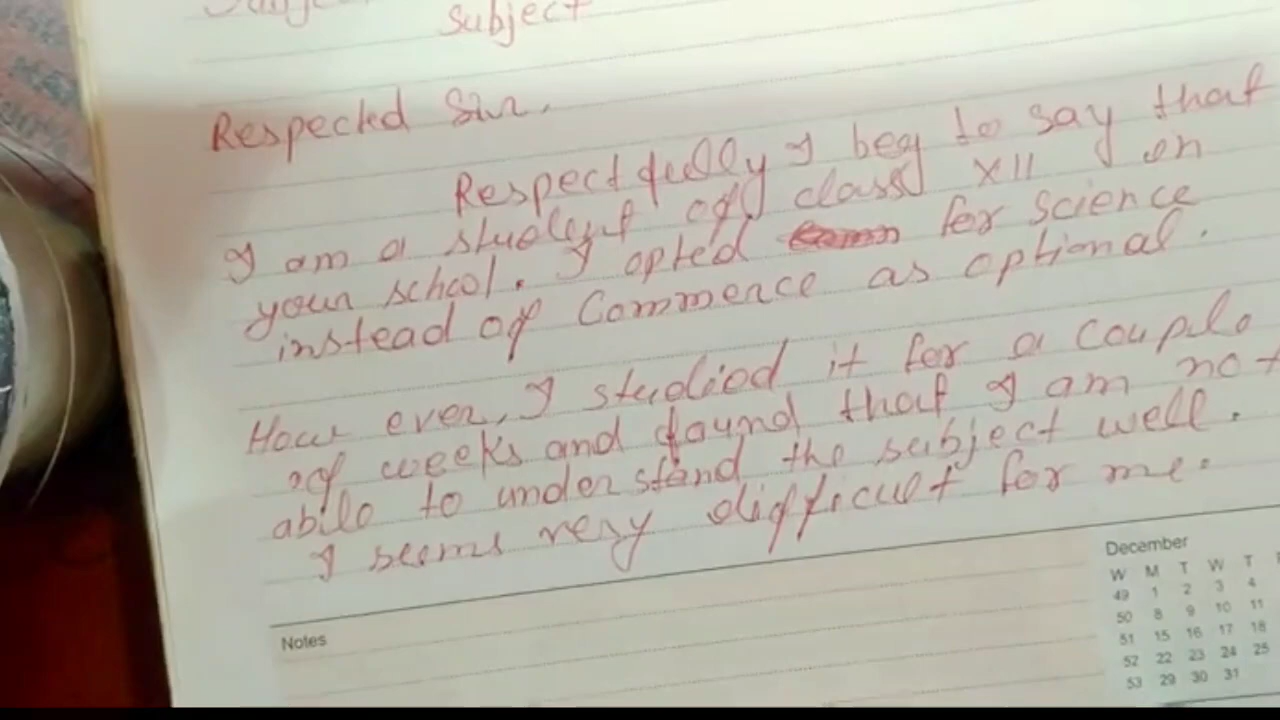 subject
Respected Sir,
Respectfully I beg to say that
I am a student of class XII in
your school. I opted for science
instead of Commerce as optional.
How ever, I studied it for a couple
of weeks and found that I am not
able to understand the subject well.
I seems very difficult for me.
Notes
December
W M T W T
49 1 2 3 4
50 8 9 10 11
51 15 16 17 18
52 22 23 24 25
53 29 30 31